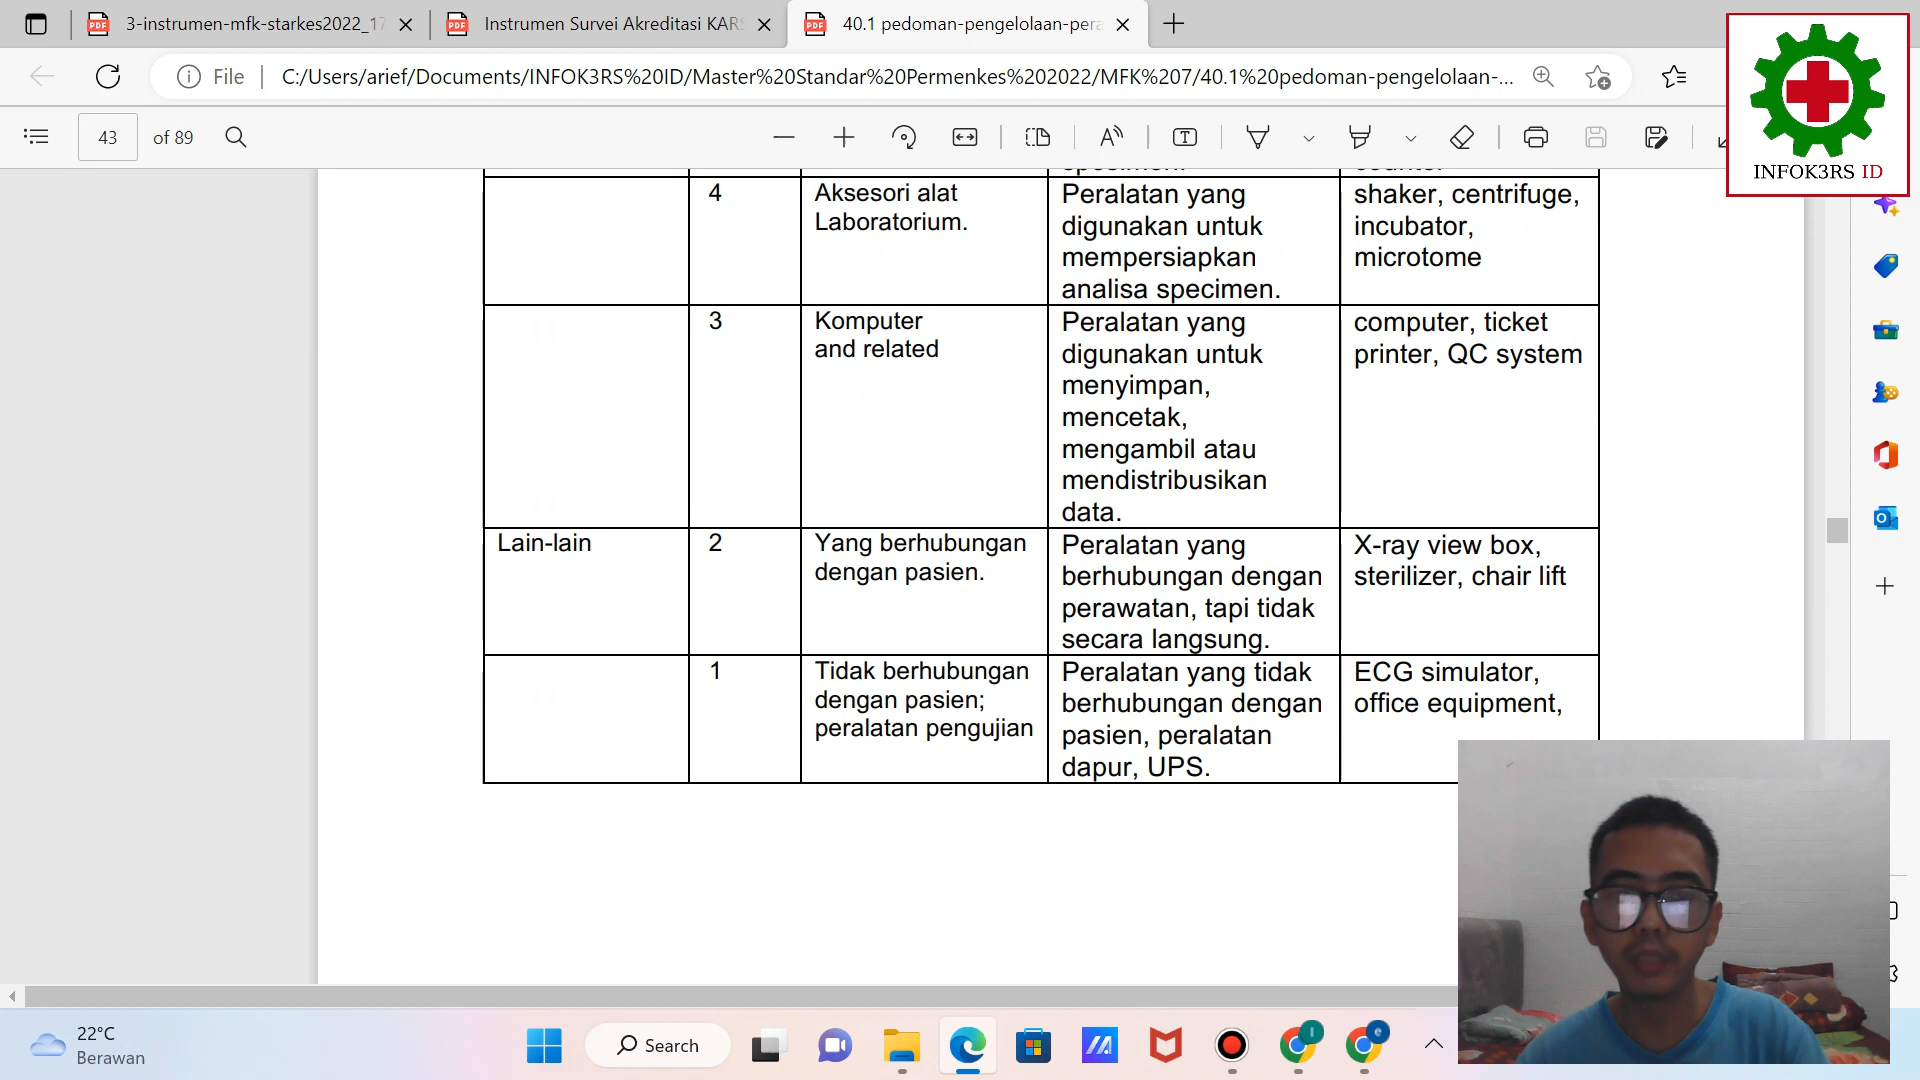 3-instrumen-mfk-starkes2022_17
Instrumen Survei Akreditasi KARS
40.1 pedoman-pengelolaan-pera
File
C:/Users/arief/Documents/INFOK3RS%20ID/Master%20Standar%20Permenkes%202022/MFK%207/40.1%20pedoman-pengelolaan-...
INFOK3RS ID
43 of 89
4
Aksesori alat
Laboratorium.
Peralatan yang
digunakan untuk
mempersiapkan
analisa specimen.
shaker, centrifuge,
incubator,
microtome
3
Komputer
and related
Peralatan yang
digunakan untuk
menyimpan,
mencetak,
mengambil atau
mendistribusikan
data.
computer, ticket
printer, QC system
Lain-lain
2
Yang berhubungan
dengan pasien.
Peralatan yang
berhubungan dengan
perawatan, tapi tidak
secara langsung.
X-ray view box,
sterilizer, chair lift
1
Tidak berhubungan
dengan pasien;
peralatan pengujian
Peralatan yang tidak
berhubungan dengan
pasien, peralatan
dapur, UPS.
ECG simulator,
office equipment,
22°C
Berawan
Search